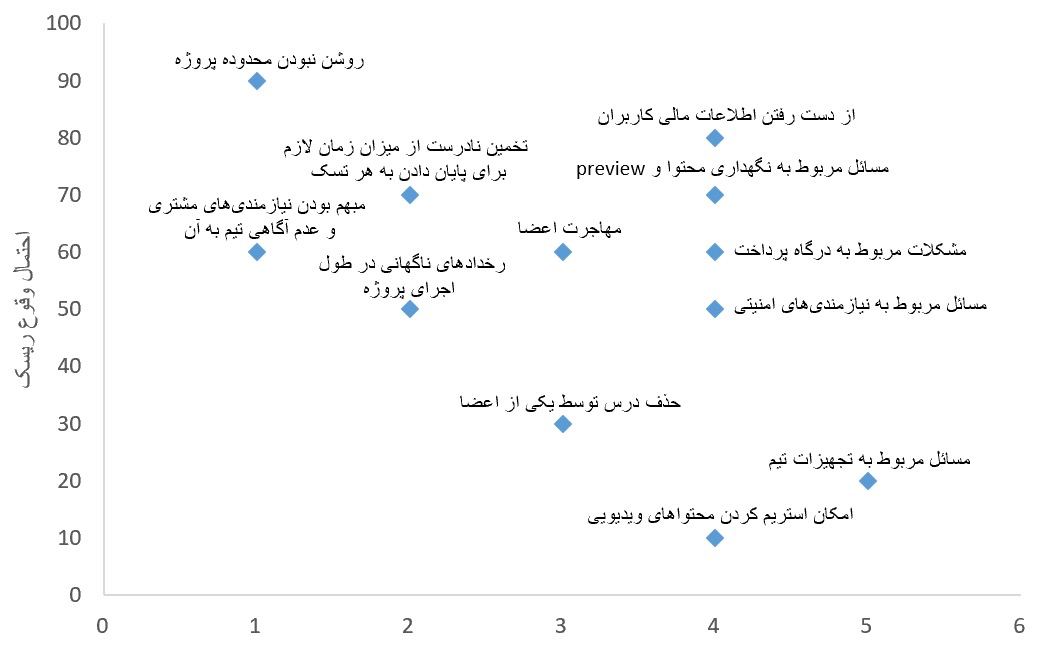 100
روشن نبودن محدوده پروژه
90
از دست رفتن اطلاعات مالی کاربران
80
تخمین نادرست از میزان زمان لازم
برای پایان دادن به هر تسک
مسائل مربوط به نگهداری محتوا و preview
70
مبهم بودن نیازمندی‌های مشتری
و عدم آگاهی تیم به آن
مهاجرت اعضا
مشکلات مربوط به درگاه پرداخت
60
رخدادهای ناگهانی در طول
اجرای پروژه
مسائل مربوط به نیازمندی‌های امنیتی
50
احتمال وقوع ریسک
40
حذف درس توسط یکی از اعضا
30
مسائل مربوط به تجهیزات تیم
20
امکان استریم کردن محتواهای ویدیویی
10
0
0 1 2 3 4 5 6